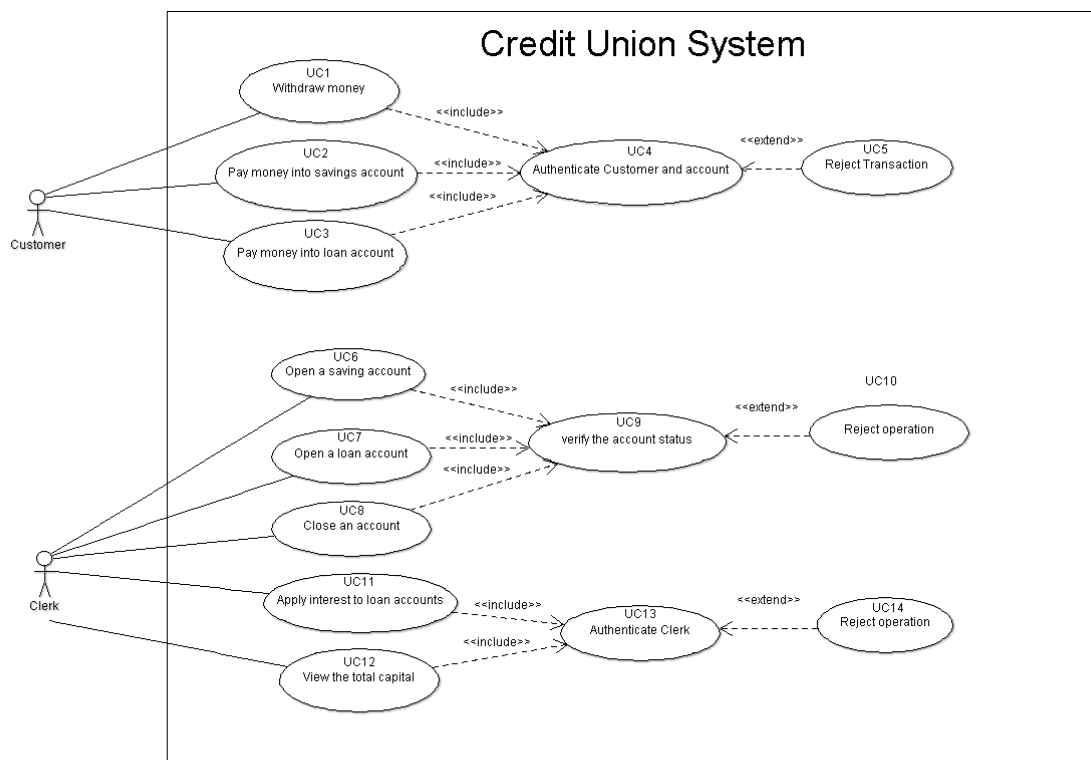 Credit Union System
UC1
Withdraw money
<<include>>
UC2
Pay money into savings account
<<include>>
UC4
Authenticate Customer and account
<<extend>>
UC5
Reject Transaction
<<include>>
UC3
Pay money into loan account
Customer
UC6
Open a saving account
<<include>>
UC7
Open a loan account
<<include>>
UC9
verify the account status
<<extend>>
UC10
Reject operation
<<include>>
UC8
Close an account
Clerk
UC11
Apply interest to loan accounts
<<include>>
UC13
Authenticate Clerk
<<extend>>
UC14
Reject operation
<<include>>
UC12
View the total capital